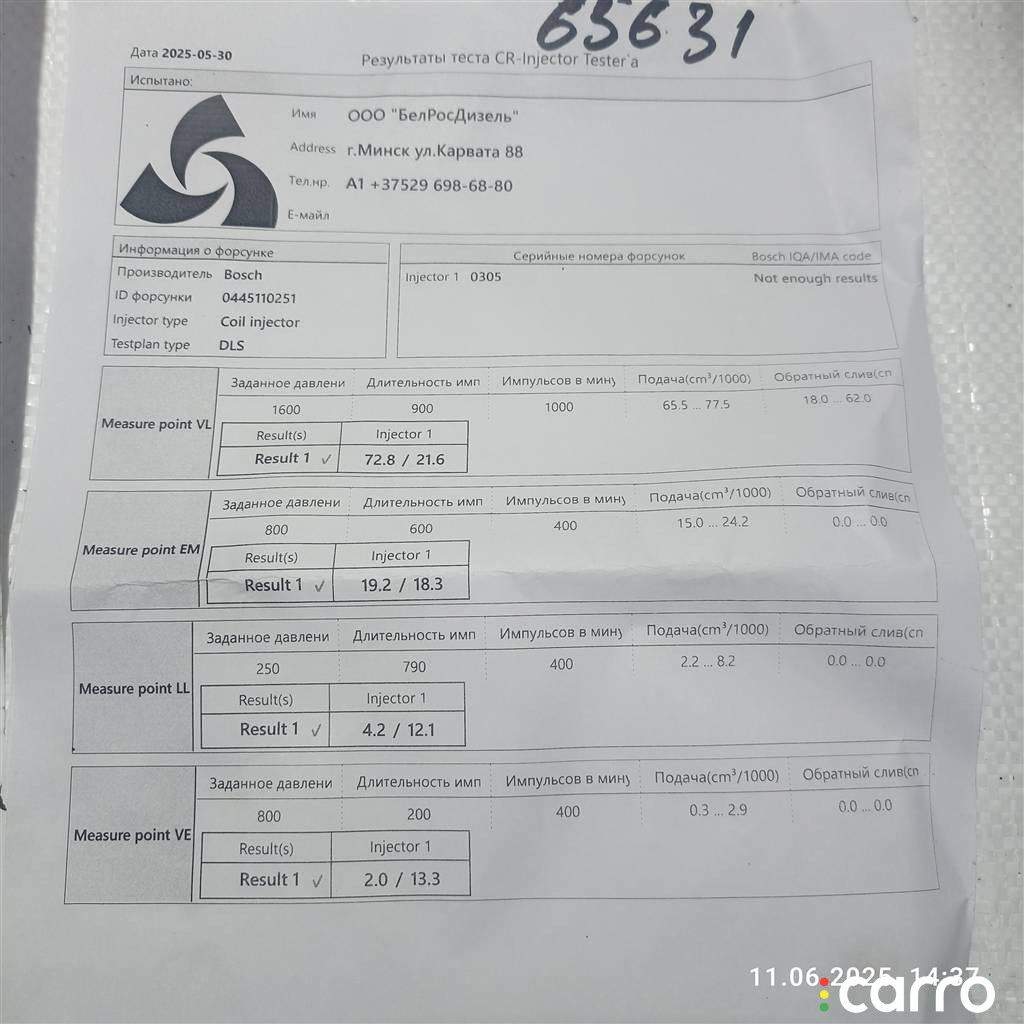 65631
Дата 2025-05-30
Результаты теста CR-Injector Tester'a
Испытано:
Имя ООО "БелРосДизель"
Address г.Минск ул.Карвата 88
Тел.нр. А1 +37529 698-68-80
Е-майл
Информация о форсунке
Производитель Bosch
ID форсунки 0445110251
Injector type Coil injector
Testplan type DLS
Серийные номера форсунок Bosch IQA/IMA code
Injector 1 0305 Not enough results
Measure point VL
Заданное давлени Длительность имп Импульсов в мину Подача(cm³/1000) Обратный слив(сп
1600 900 1000 65.5 ... 77.5 18.0 ... 62.0
Result(s) Injector 1
Result 1 ✓ 72.8 / 21.6
Measure point EM
Заданное давлени Длительность имп Импульсов в мину Подача(cm³/1000) Обратный слив(сп
800 600 400 15.0 ... 24.2 0.0 ... 0.0
Result(s) Injector 1
Result 1 ✓ 19.2 / 18.3
Measure point LL
Заданное давлени Длительность имп Импульсов в мину Подача(cm³/1000) Обратный слив(сп
250 790 400 2.2 ... 8.2 0.0 ... 0.0
Result(s) Injector 1
Result 1 ✓ 4.2 / 12.1
Measure point VE
Заданное давлени Длительность имп Импульсов в мину Подача(cm³/1000) Обратный слив(сп
800 200 400 0.3 ... 2.9 0.0 ... 0.0
Result(s) Injector 1
Result 1 ✓ 2.0 / 13.3
11.06.2025 14:37
carro